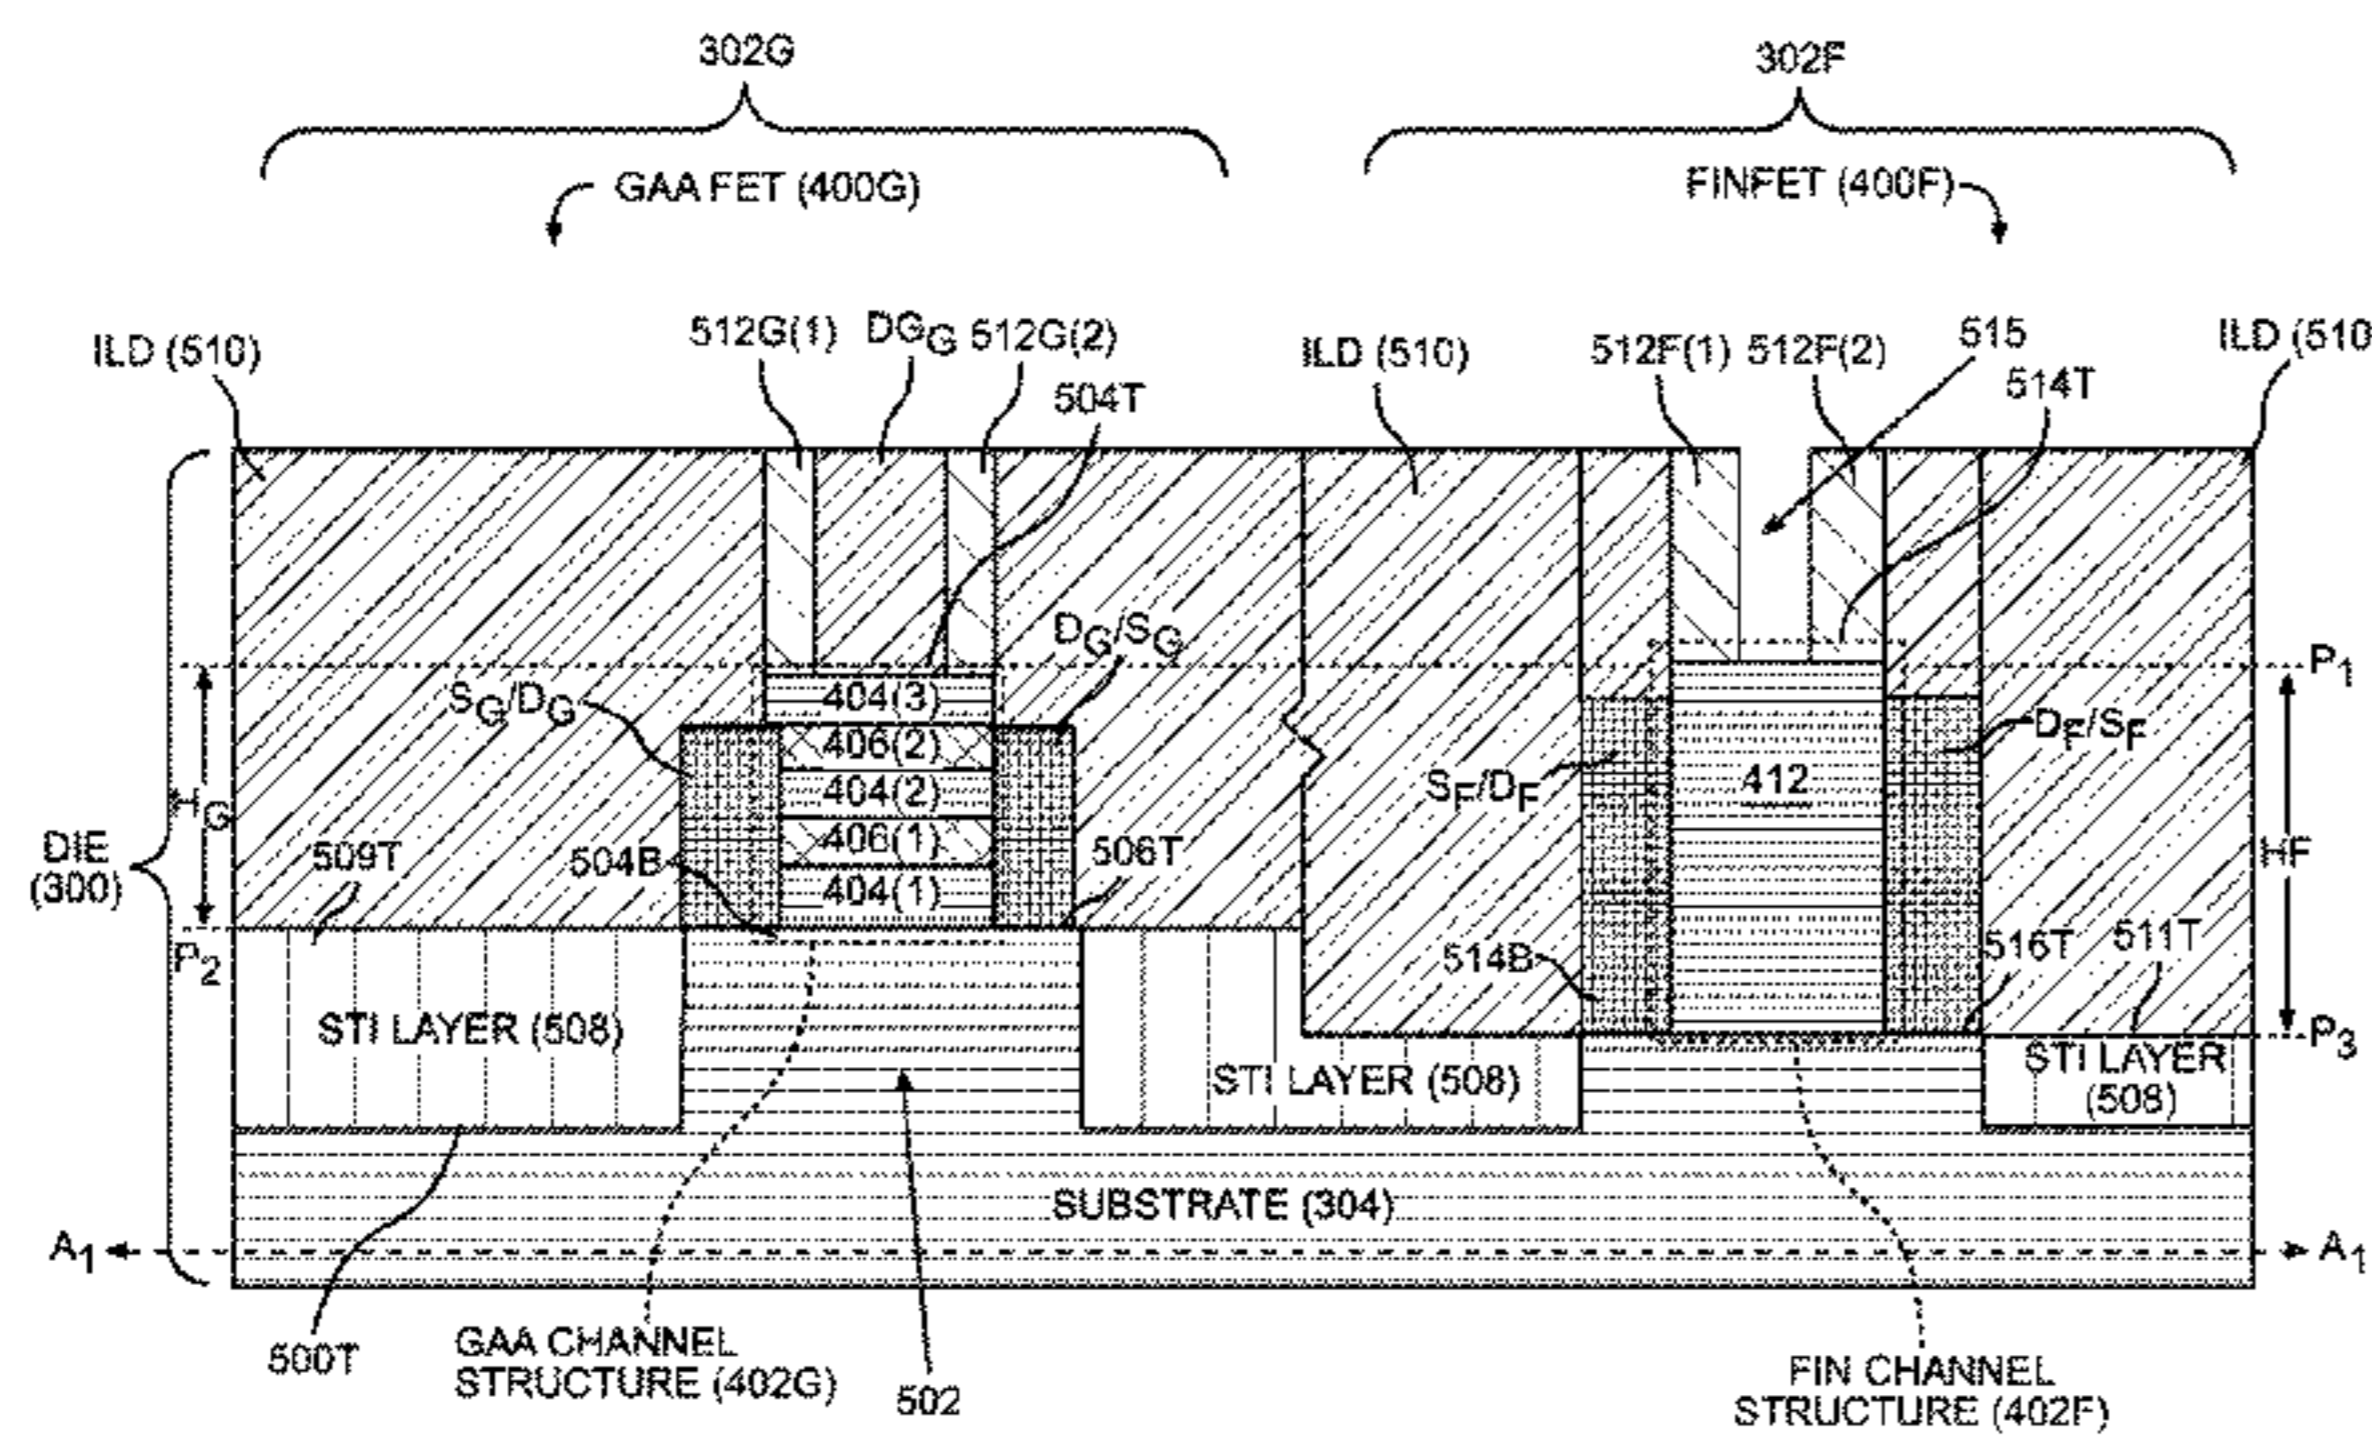 302G
302F
GAA FET (400G)
FINFET (400F)
512G(1) DGG 512G(2)
515
ILD (510)
ILD (510)
512F(1) 512F(2)
ILD (510
504T
514T
DG/SG
P1
SG/DG
404(3)
406(2)
DF/SF
404(2)
412
SF/DF
HG
406(1)
DIE
(300)
509T
504B
506T
HF
404(1)
P2
514B
516T
511T
STI LAYER (508)
P3
STI LAYER (508)
STI LAYER
(508)
SUBSTRATE (304)
A1
A1
500T
GAA CHANNEL
STRUCTURE (402G)
502
FIN CHANNEL
STRUCTURE (402F)